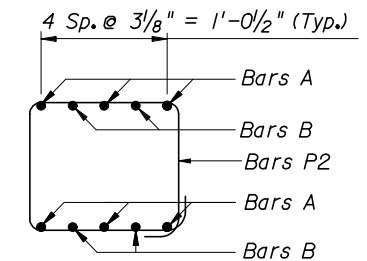 4 Sp.@ 3 1/8" = 1'-0 1/2" (Typ.)
Bars A
Bars B
Bars P2
Bars A
Bars B